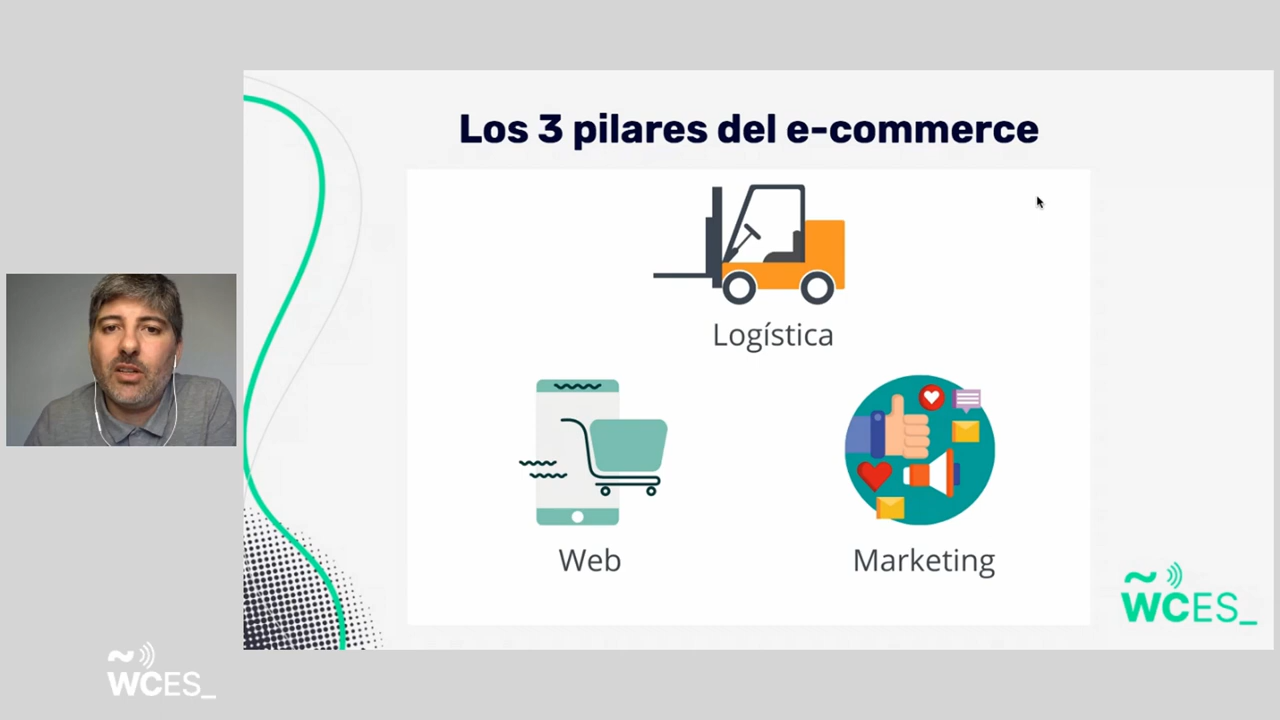 Los 3 pilares del e-commerce
Logística
Web
Marketing
~
WCES_
~
WCES_